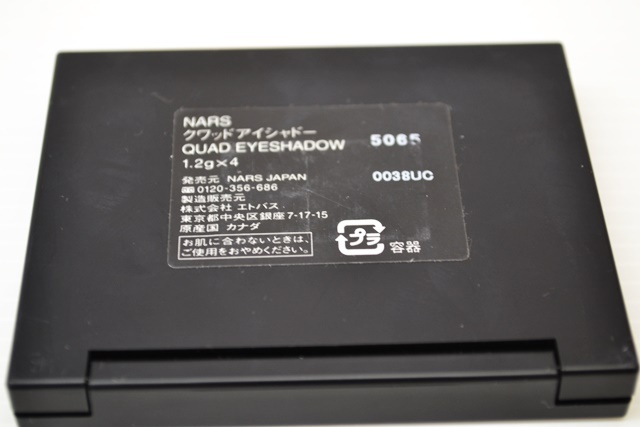 NARS
クワッドアイシャドー
QUAD EYESHADOW 5065
1.2g×4
発売元 NARS JAPAN 0038UC
0120-356-686
製造販売元
株式会社 エトバス
東京都中央区銀座7-17-15
原産国 カナダ
お肌に合わないときは、
ご使用をおやめください。
プラ 容器